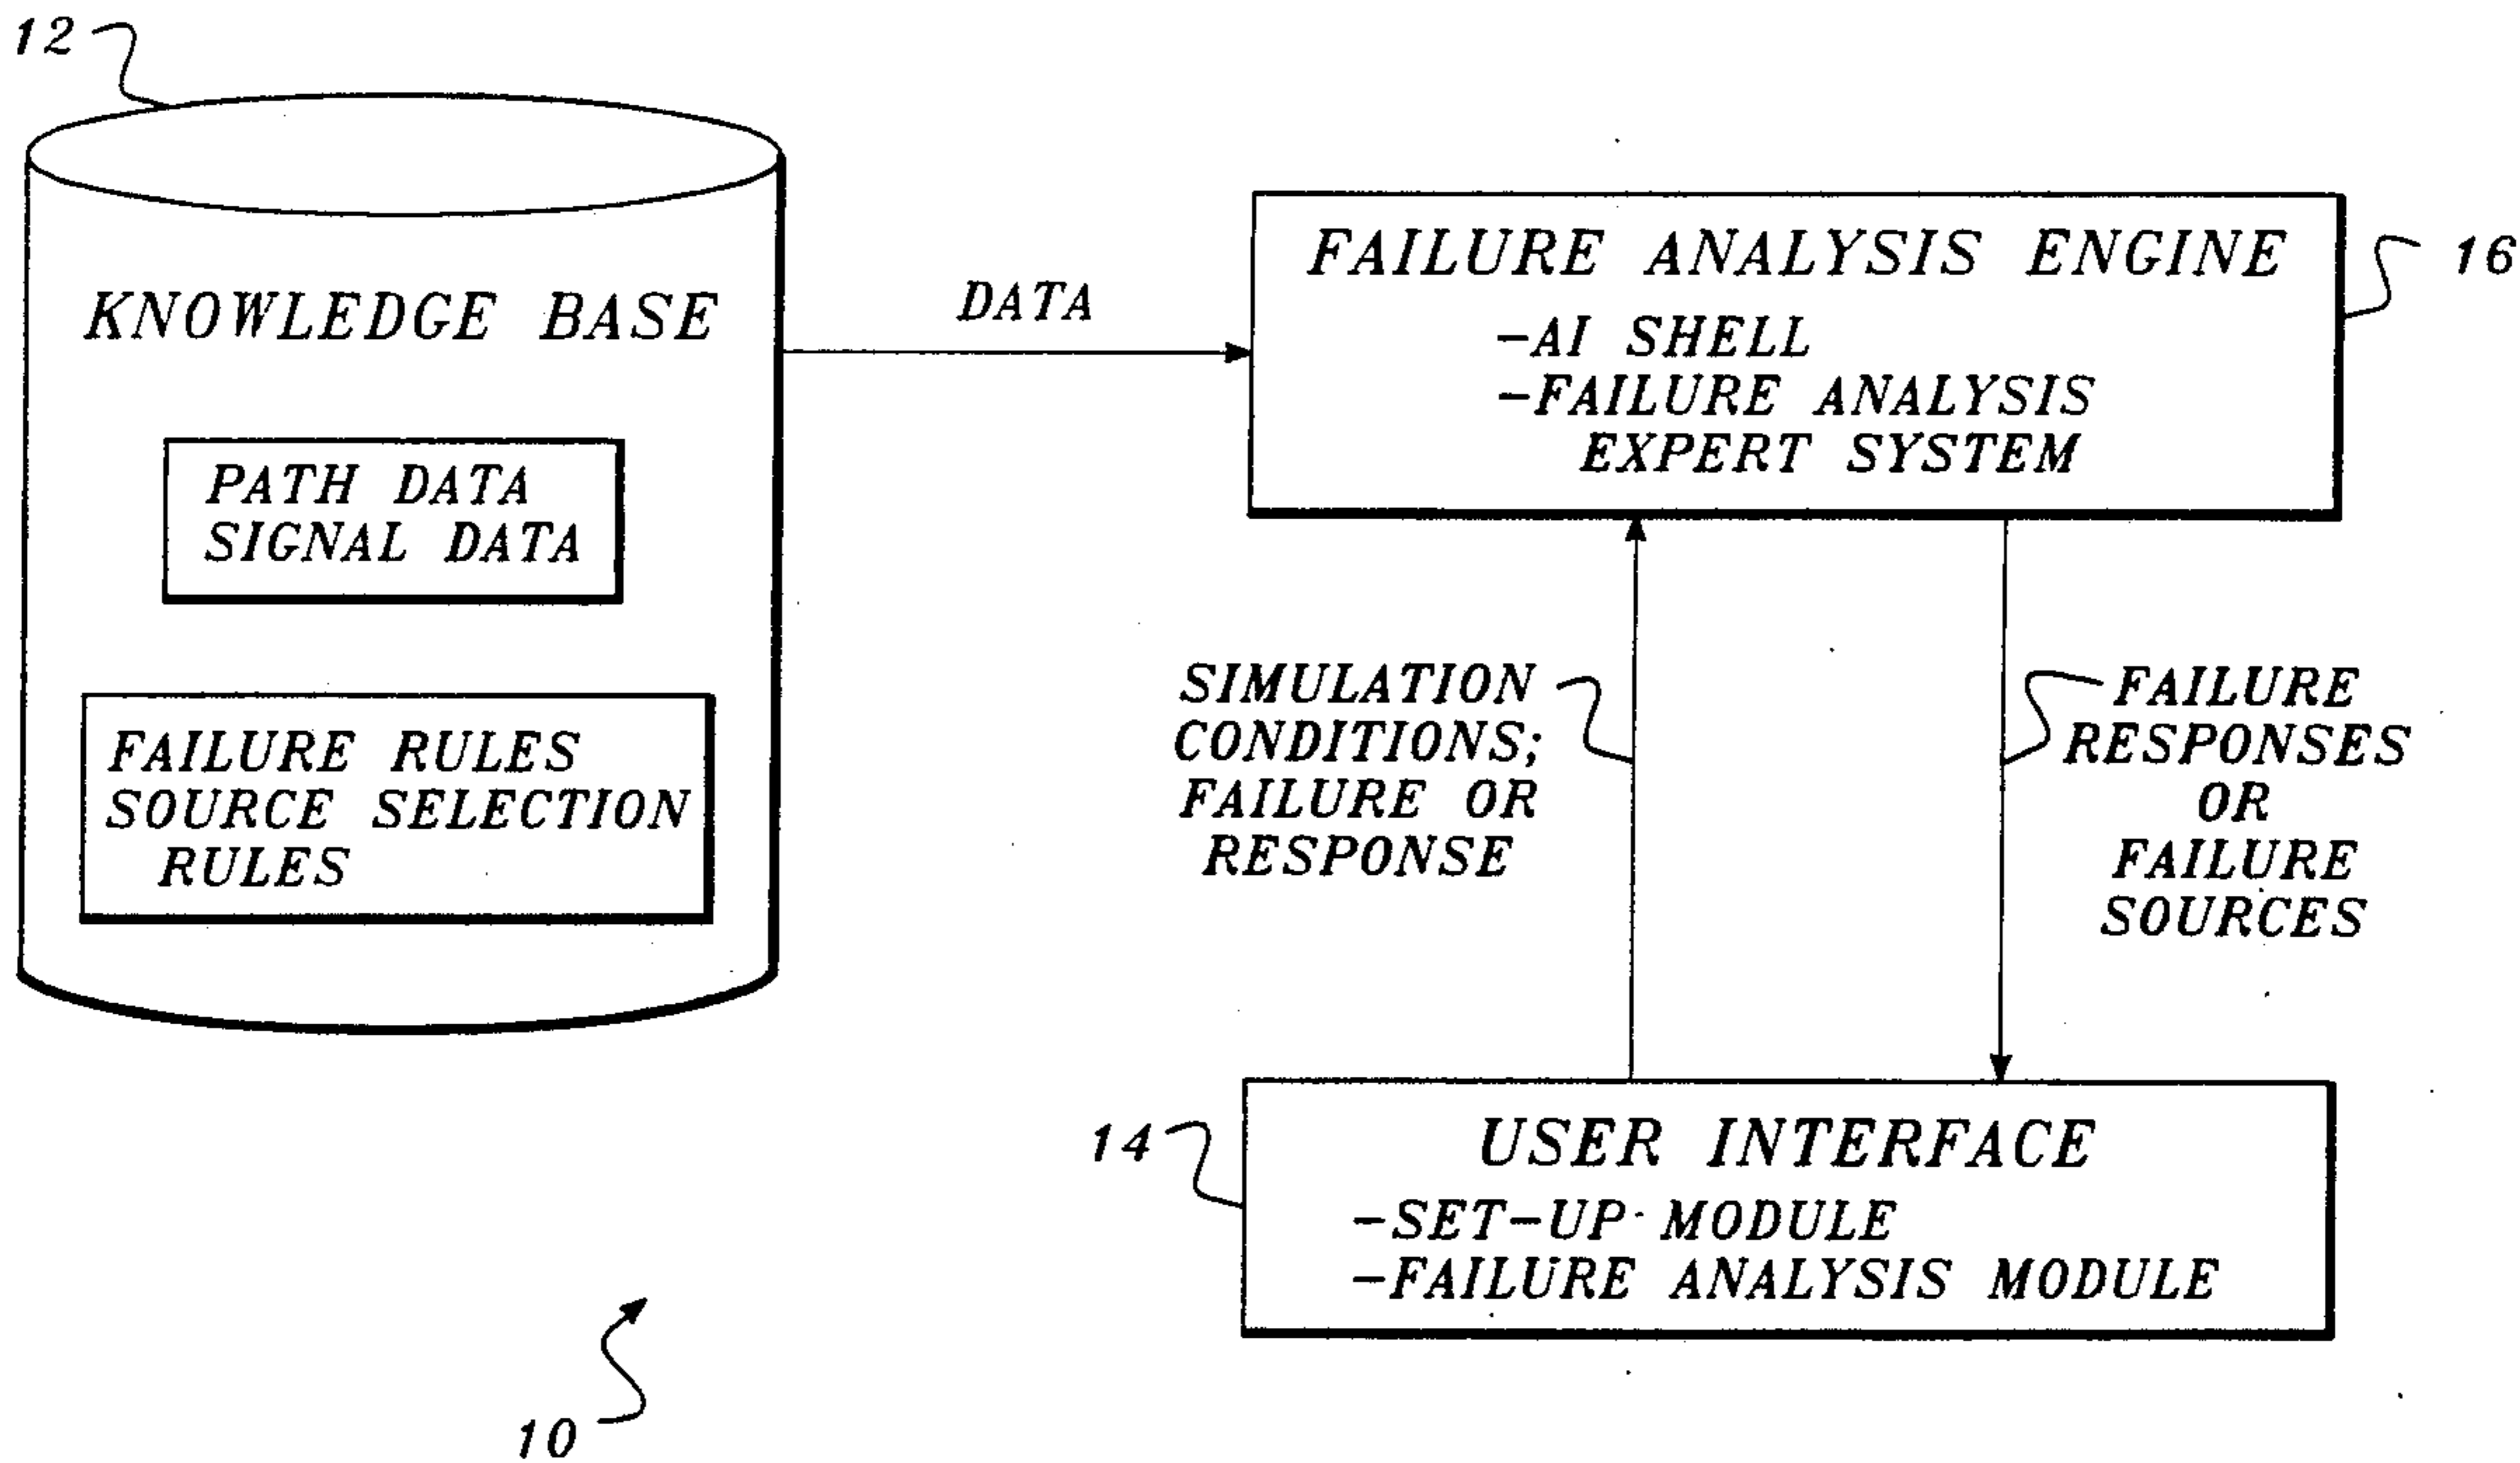 12
KNOWLEDGE BASE
PATH DATA
SIGNAL DATA
FAILURE RULES
SOURCE SELECTION
RULES
DATA
FAILURE ANALYSIS ENGINE
-AI SHELL
-FAILURE ANALYSIS
EXPERT SYSTEM
16
SIMULATION
CONDITIONS;
FAILURE OR
RESPONSE
FAILURE
RESPONSES
OR
FAILURE
SOURCES
14
USER INTERFACE
-SET-UP MODULE
-FAILURE ANALYSIS MODULE
10